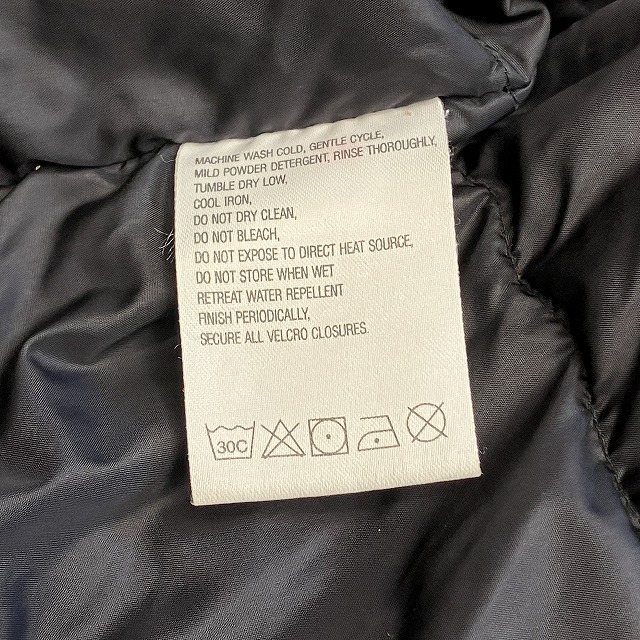 MACHINE WASH COLD, GENTLE CYCLE,
MILD POWDER DETERGENT, RINSE THOROUGHLY,
TUMBLE DRY LOW,
COOL IRON,
DO NOT DRY CLEAN,
DO NOT BLEACH,
DO NOT EXPOSE TO DIRECT HEAT SOURCE,
DO NOT STORE WHEN WET
RETREAT WATER REPELLENT
FINISH PERIODICALLY,
SECURE ALL VELCRO CLOSURES.
30C